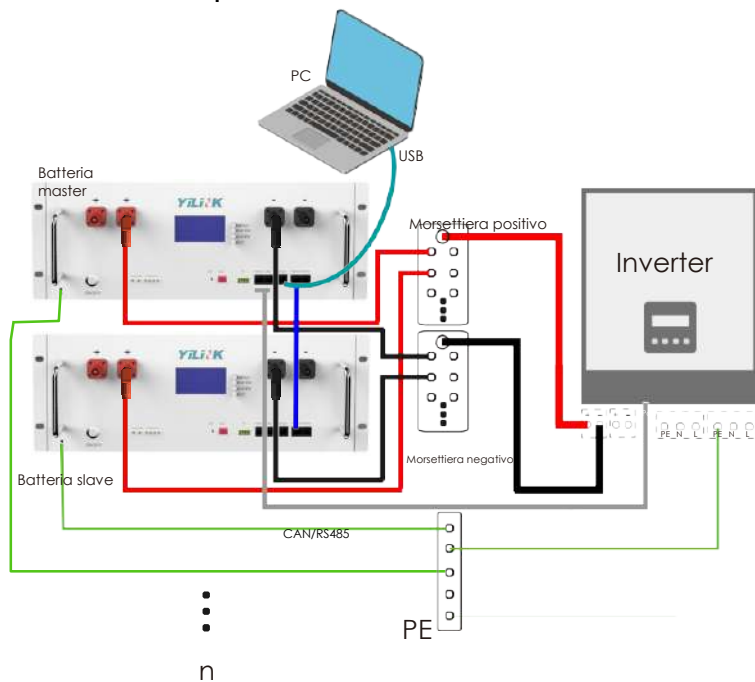 PC
USB
Batteria
master
YiLINK
Morsettiera positivo
Inverter
YiLINK
Batteria slave
Morsettiera negativo
PE N L
PE N L
CAN/RS485
PE
n